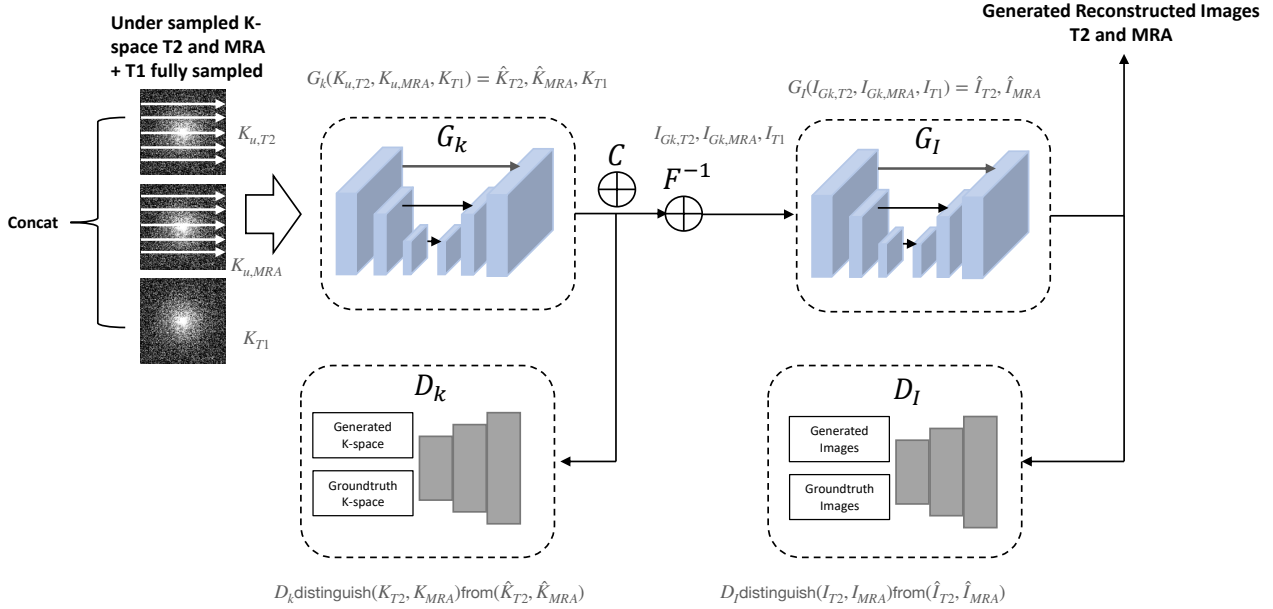 Under sampled K-
space T2 and MRA
+ T1 fully sampled
Generated Reconstructed Images
T2 and MRA
G_k(K_{u,T2}, K_{u,MRA}, K_{T1}) = K̂_{T2}, K̂_{MRA}, K_{T1}
G_I(I_{Gk,T2}, I_{Gk,MRA}, I_{T1}) = Î_{T2}, Î_{MRA}
K_{u,T2}
G_k
I_{Gk,T2}, I_{Gk,MRA}, I_{T1}
G_I
C
F^{-1}
Concat
K_{u,MRA}
K_{T1}
D_k
Generated
K-space
Groundtruth
K-space
D_I
Generated
Images
Groundtruth
Images
D_k distinguish(K_{T2}, K_{MRA})from(K̂_{T2}, K̂_{MRA})
D_I distinguish(I_{T2}, I_{MRA})from(Î_{T2}, Î_{MRA})